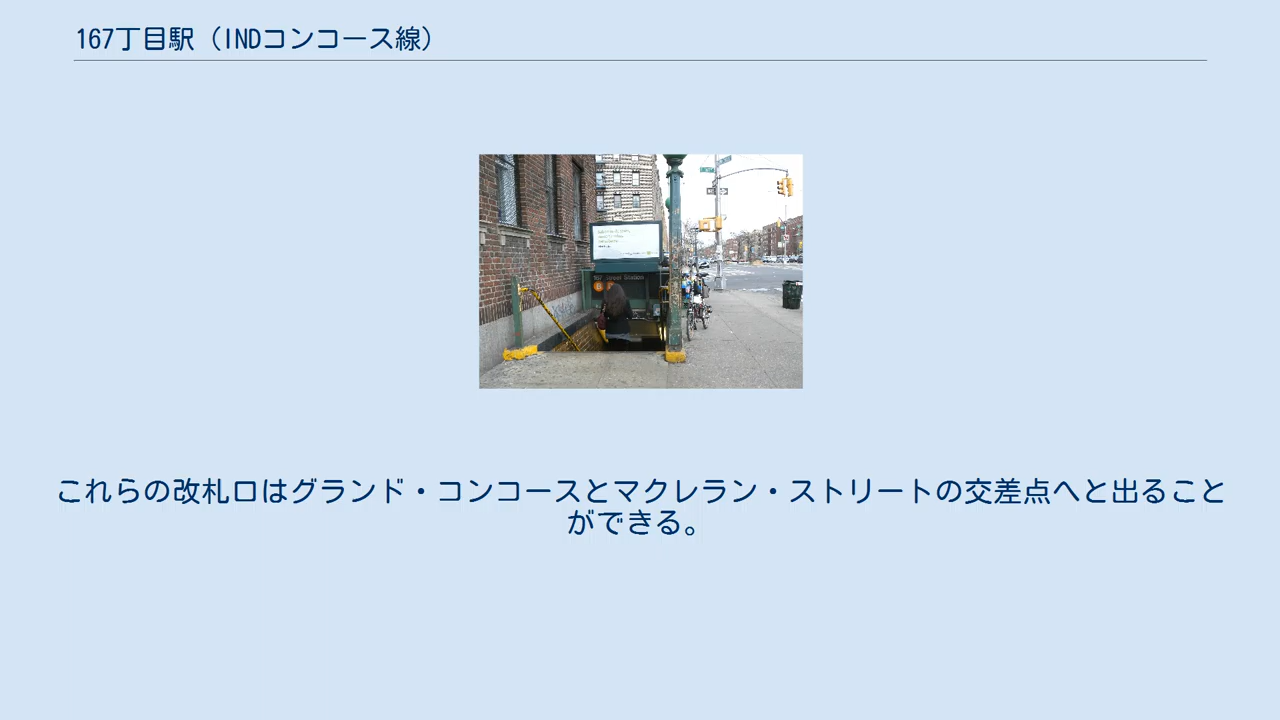 167丁目駅（INDコンコース線）
167 Street Station
B
これらの改札口はグランド・コンコースとマクレラン・ストリートの交差点へと出ること
ができる。